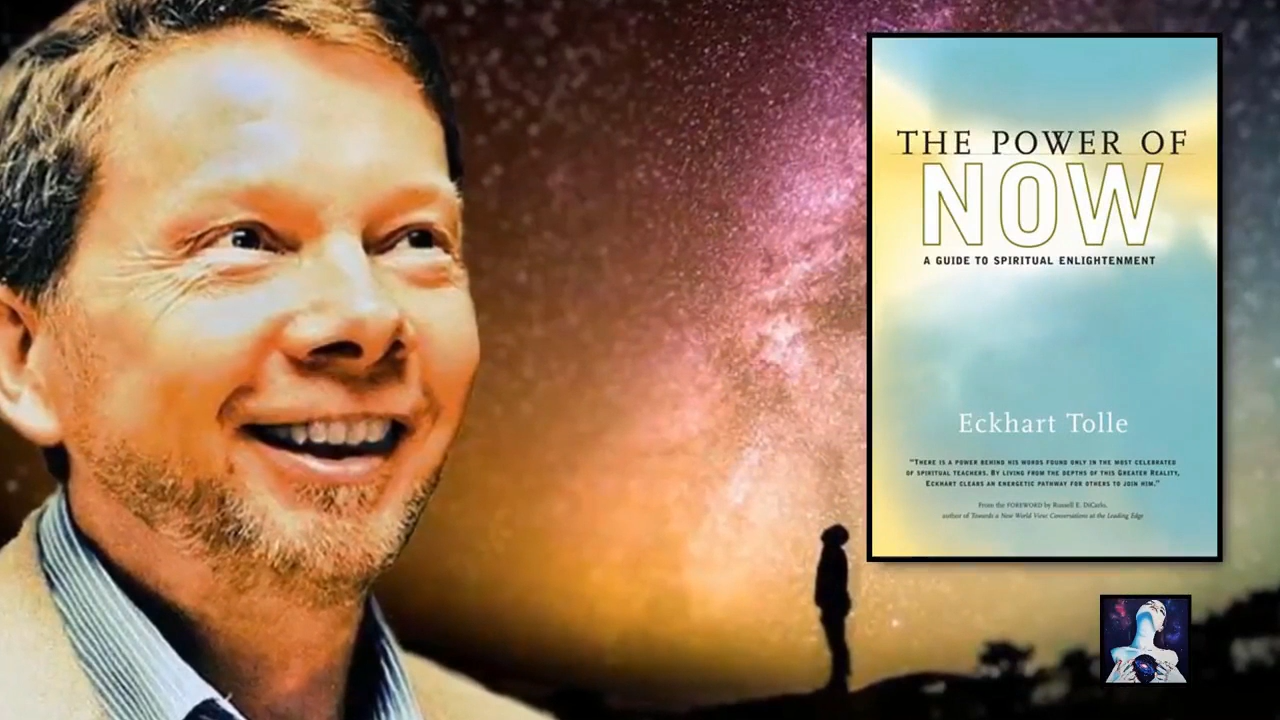 THE POWER OF
NOW
A GUIDE TO SPIRITUAL ENLIGHTENMENT
Eckhart Tolle
"There is a power behind his words found only in the most celebrated
of spiritual teachers. By living from the depths of this Greater Reality,
Eckhart clears an energetic pathway for others to join him."
From the FOREWORD by Russell E. DiCarlo,
author of Towards a New World View: Conversations at the Leading Edge